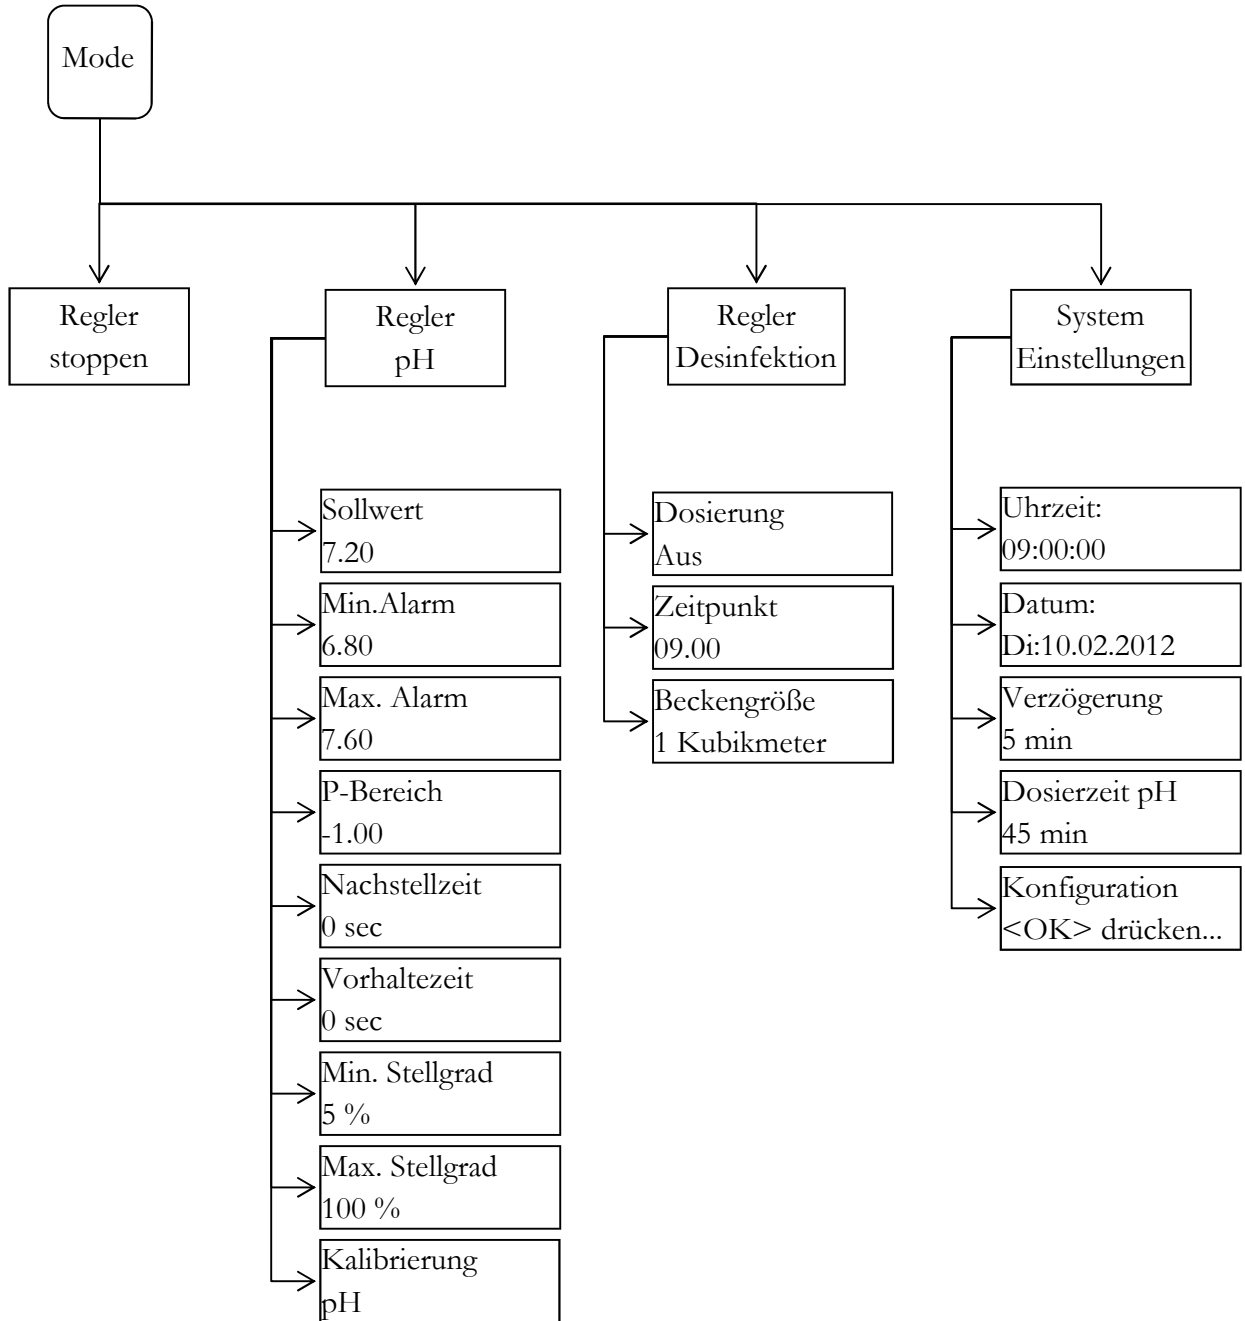 Mode
Regler
stoppen
Regler
pH
Regler
Desinfektion
System
Einstellungen
Sollwert
7.20
Min.Alarm
6.80
Max. Alarm
7.60
P-Bereich
-1.00
Nachstellzeit
0 sec
Vorhaltezeit
0 sec
Min. Stellgrad
5 %
Max. Stellgrad
100 %
Kalibrierung
pH
Dosierung
Aus
Zeitpunkt
09.00
Beckengröße
1 Kubikmeter
Uhrzeit:
09:00:00
Datum:
Di:10.02.2012
Verzögerung
5 min
Dosierzeit pH
45 min
Konfiguration
<OK> drücken...